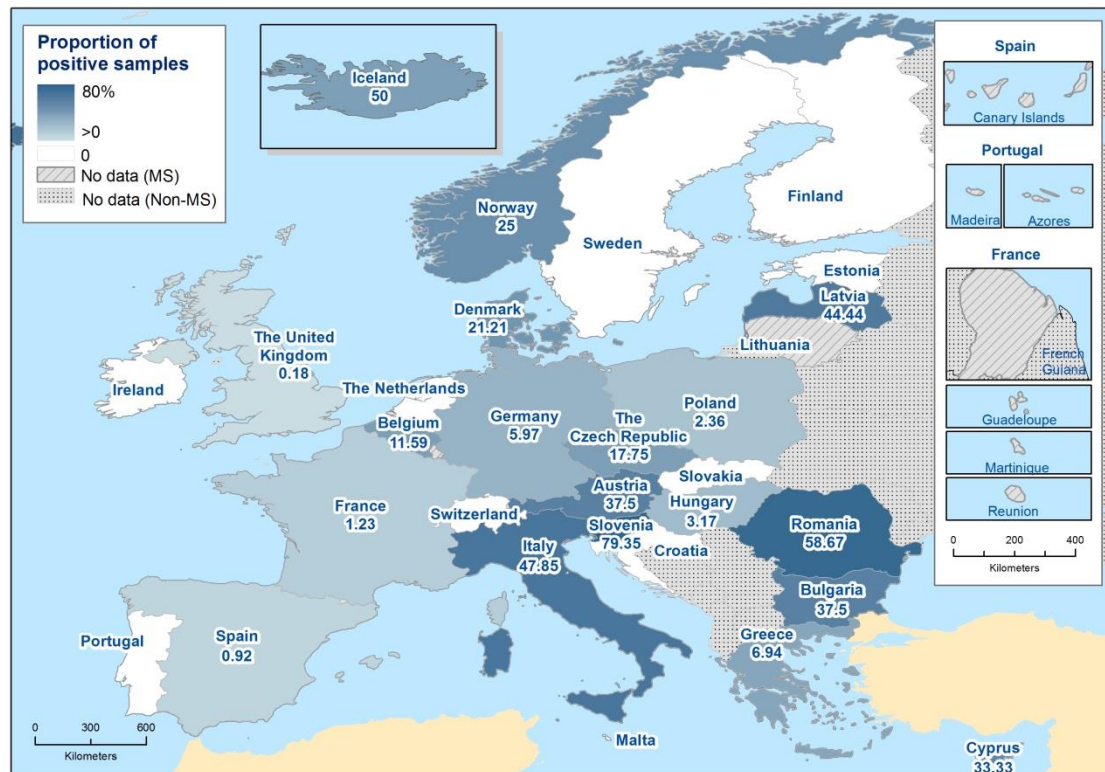 Proportion of
positive samples
80%
>0
0
No data (MS)
No data (Non-MS)
Iceland
50
Norway
25
Sweden
Finland
Estonia
Latvia
44.44
Lithuania
Denmark
21.21
The United
Kingdom
0.18
Ireland
The Netherlands
Belgium
11.59
Germany
5.97
Poland
2.36
The
Czech Republic
17.75
Slovakia
Austria
37.5
Hungary
3.17
France
1.23
Switzerland
Slovenia
79.35
Croatia
Romania
58.67
Italy
47.85
Bulgaria
37.5
Portugal
Spain
0.92
Greece
6.94
Malta
Cyprus
33.33
0 300 600
Kilometers
Spain
Canary Islands
Portugal
Madeira
Azores
France
French
Guiana
Guadeloupe
Martinique
Reunion
0 200 400
Kilometers